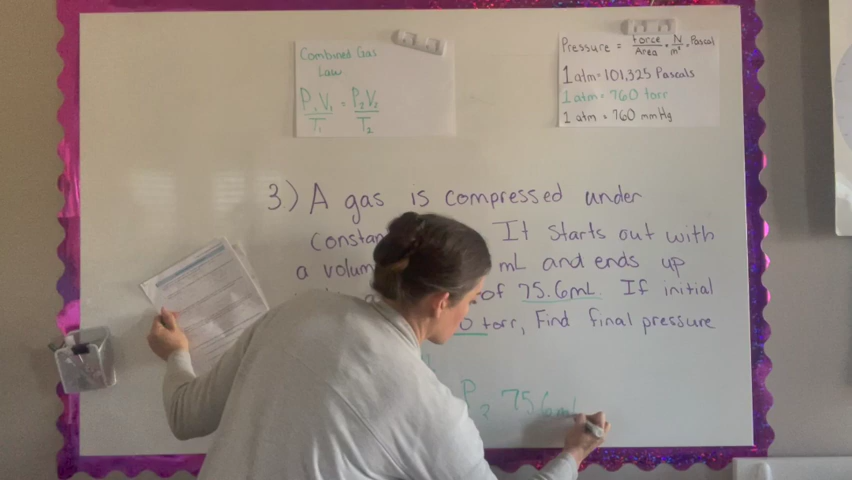 Combined Gas
Law
P₁V₁ = P₂V₂
T₁ T₂
Pressure = Force/Area = N/m² = Pascal
1 atm = 101,325 Pascals
1 atm = 760 torr
1 atm = 760 mmHg
3) A gas is compressed under
It starts out with
a mL and ends up
of 75.6mL. If initial
torr, Find final pressure
P₂ 75.6mL